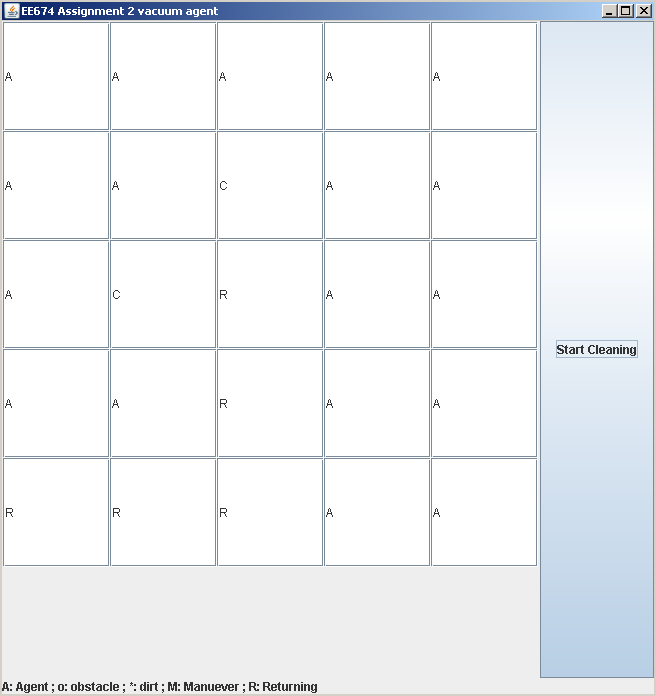 EE674 Assignment 2 vacuum agent
A A A A A
A A C A A
A C R A A
Start Cleaning
A A R A A
R R R A A
A: Agent ; o: obstacle ; *: dirt ; M: Manuever ; R: Returning